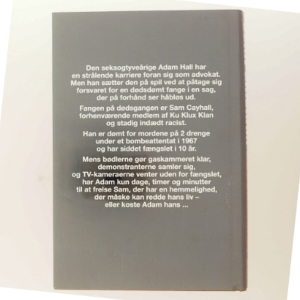 Den seksogtyveårige Adam Hall har
en strålende karriere foran sig som advokat.
Men han sætter den på spil ved at påtage sig
forsvaret for en dødsdømt fange i en sag,
der på forhånd ser håbløs ud.
Fangen på dødsgangen er Sam Cayhall,
forhenværende medlem af Ku Klux Klan
og stadig indædt racist.
Han er dømt for mordene på 2 drenge
under et bombeattentat i 1967
og har siddet fængslet i 10 år.
Mens bødlerne gør gaskammeret klar,
demonstranterne samler sig,
og TV-kameraerne venter uden for fængslet,
har Adam kun dage, timer og minutter
til at frelse Sam, der har en hemmelighed,
der måske kan redde hans liv –
eller koste Adam hans ...